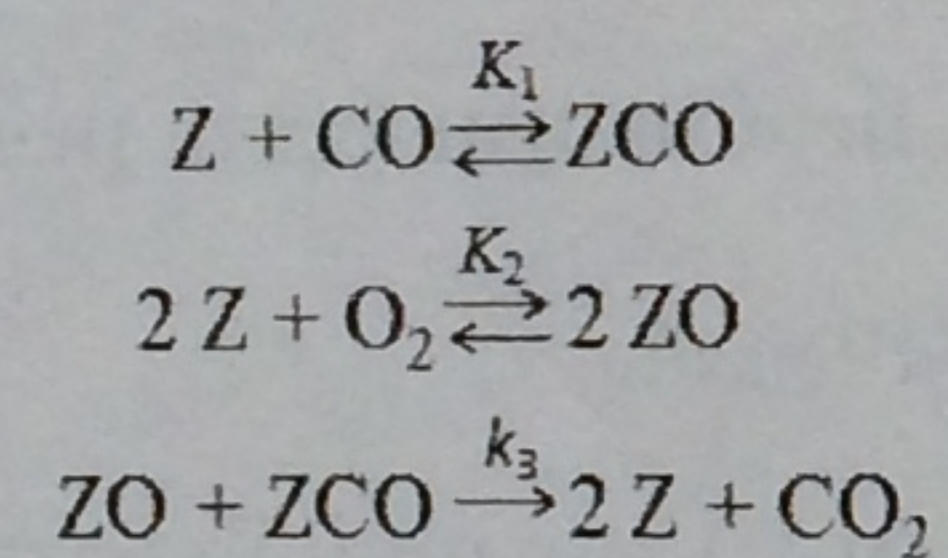 K₁
Z + CO ⇌ ZCO
K₂
2 Z + O₂ ⇌ 2 ZO
k₃
ZO + ZCO → 2 Z + CO₂